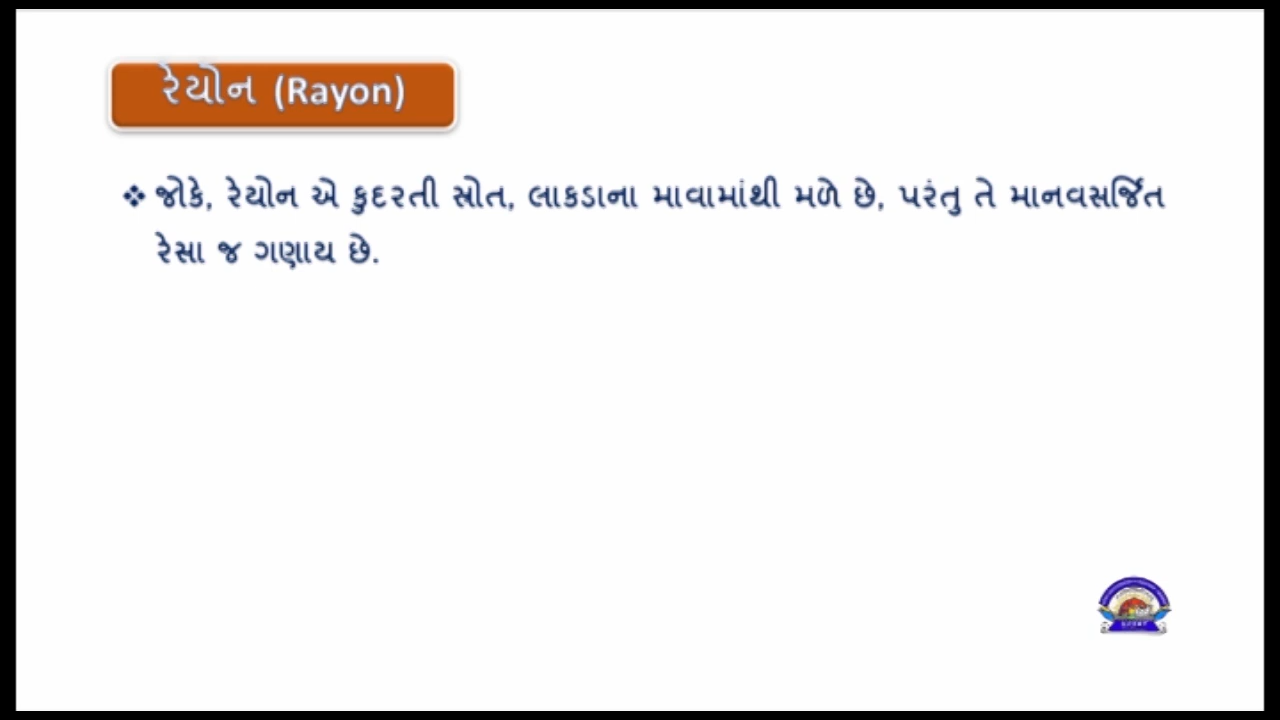 રેયોન (Rayon)
❖ જોકે, રેયોન એ કુદરતી સ્રોત, લાકડાના માવામાંથી મળે છે, પરંતુ તે માનવસર્જિત
રેસા જ ગણાય છે.